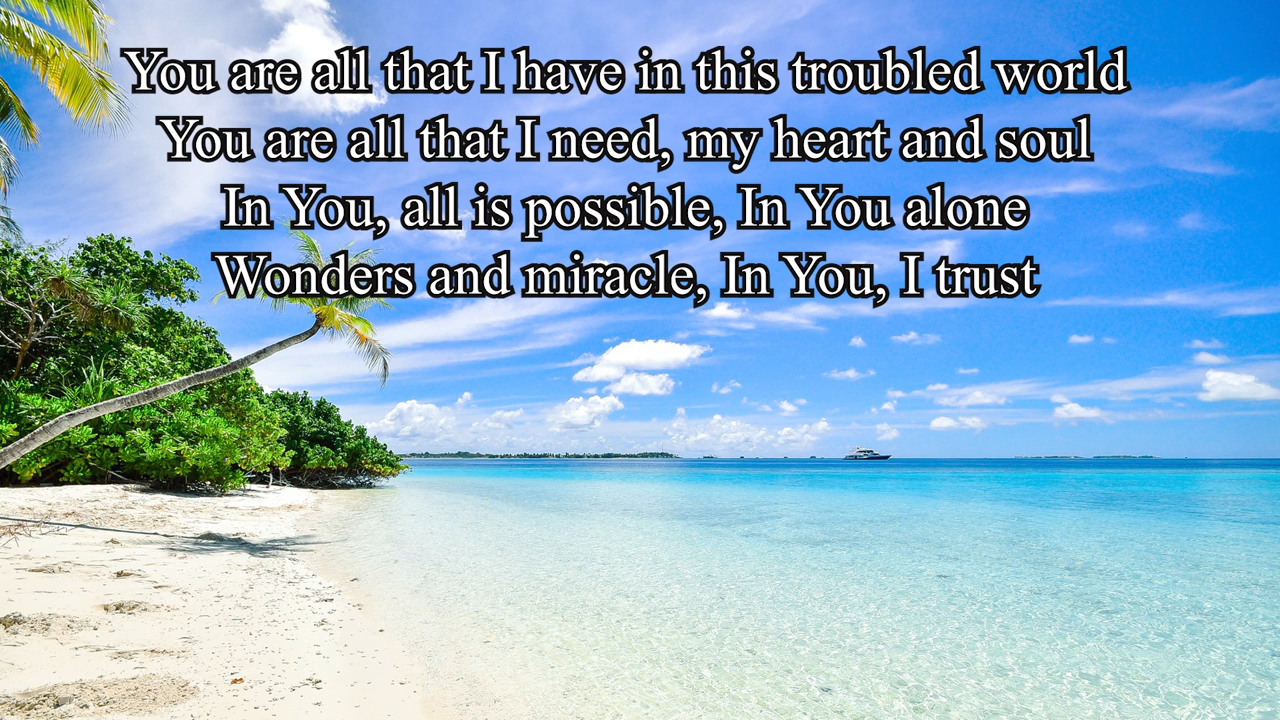 You are all that I have in this troubled world
You are all that I need, my heart and soul
In You, all is possible, In You alone
Wonders and miracle, In You, I trust